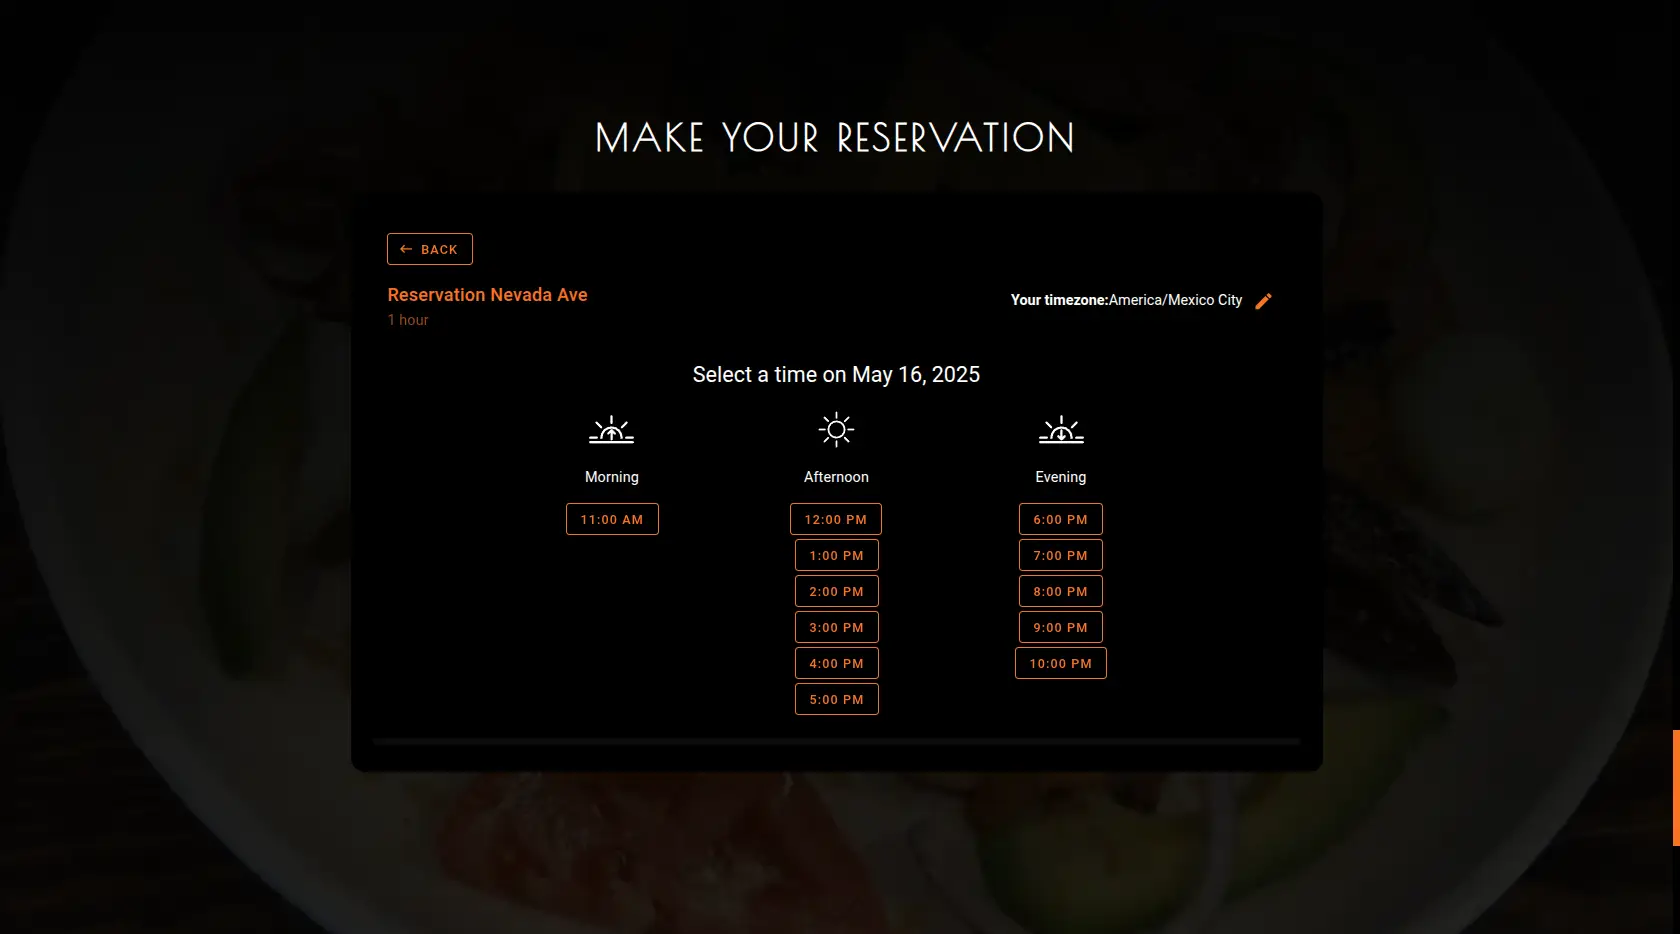 MAKE YOUR RESERVATION
BACK
Reservation Nevada Ave
1 hour
Your timezone:America/Mexico City
Select a time on May 16, 2025
Morning
11:00 AM
Afternoon
12:00 PM
1:00 PM
2:00 PM
3:00 PM
4:00 PM
5:00 PM
Evening
6:00 PM
7:00 PM
8:00 PM
9:00 PM
10:00 PM